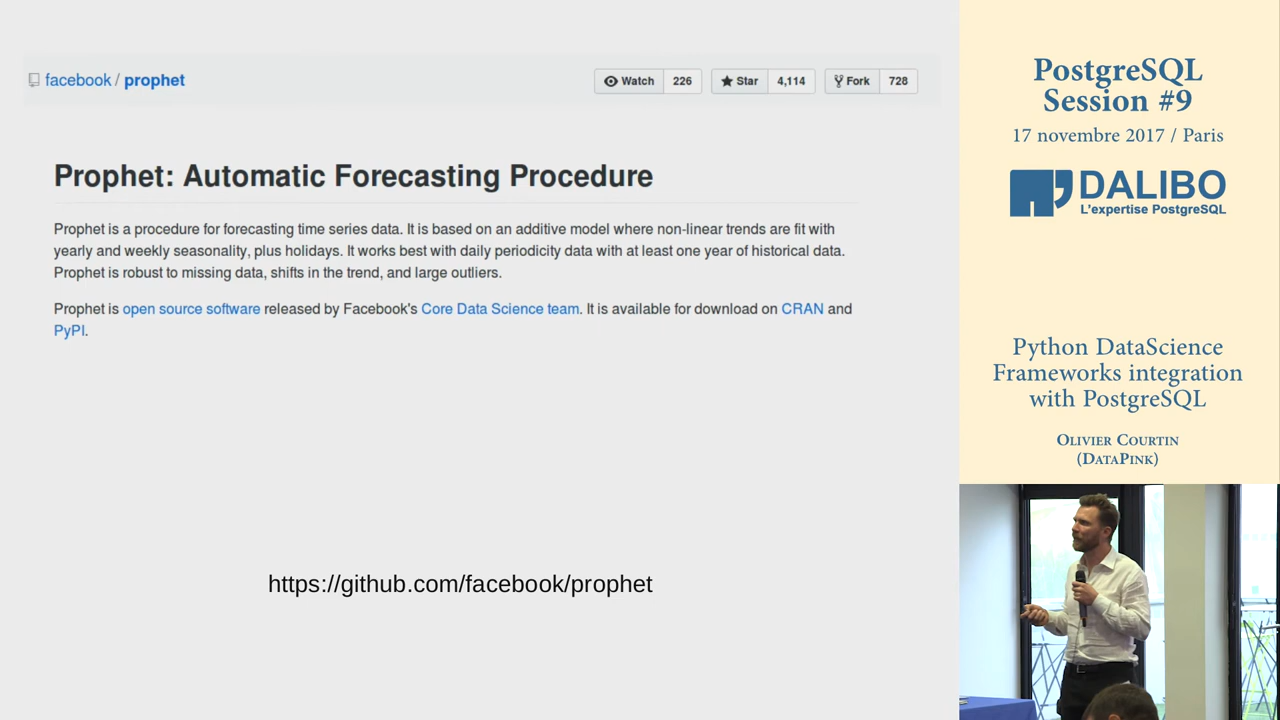 facebook / prophet
Watch 226 Star 4,114 Fork 728
Prophet: Automatic Forecasting Procedure
Prophet is a procedure for forecasting time series data. It is based on an additive model where non-linear trends are fit with
yearly and weekly seasonality, plus holidays. It works best with daily periodicity data with at least one year of historical data.
Prophet is robust to missing data, shifts in the trend, and large outliers.
Prophet is open source software released by Facebook's Core Data Science team. It is available for download on CRAN and
PyPI.
https://github.com/facebook/prophet
PostgreSQL
Session #9
17 novembre 2017 / Paris
DALIBO
L'expertise PostgreSQL
Python DataScience
Frameworks integration
with PostgreSQL
Olivier Courtin
(DataPink)